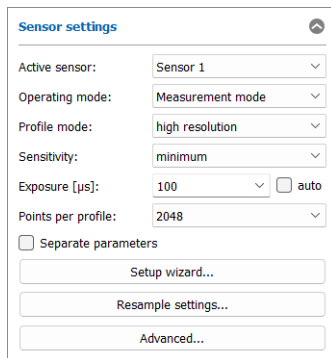 Sensor settings
Active sensor: Sensor 1
Operating mode: Measurement mode
Profile mode: high resolution
Sensitivity: minimum
Exposure [µs]: 100 auto
Points per profile: 2048
Separate parameters
Setup wizard...
Resample settings...
Advanced...